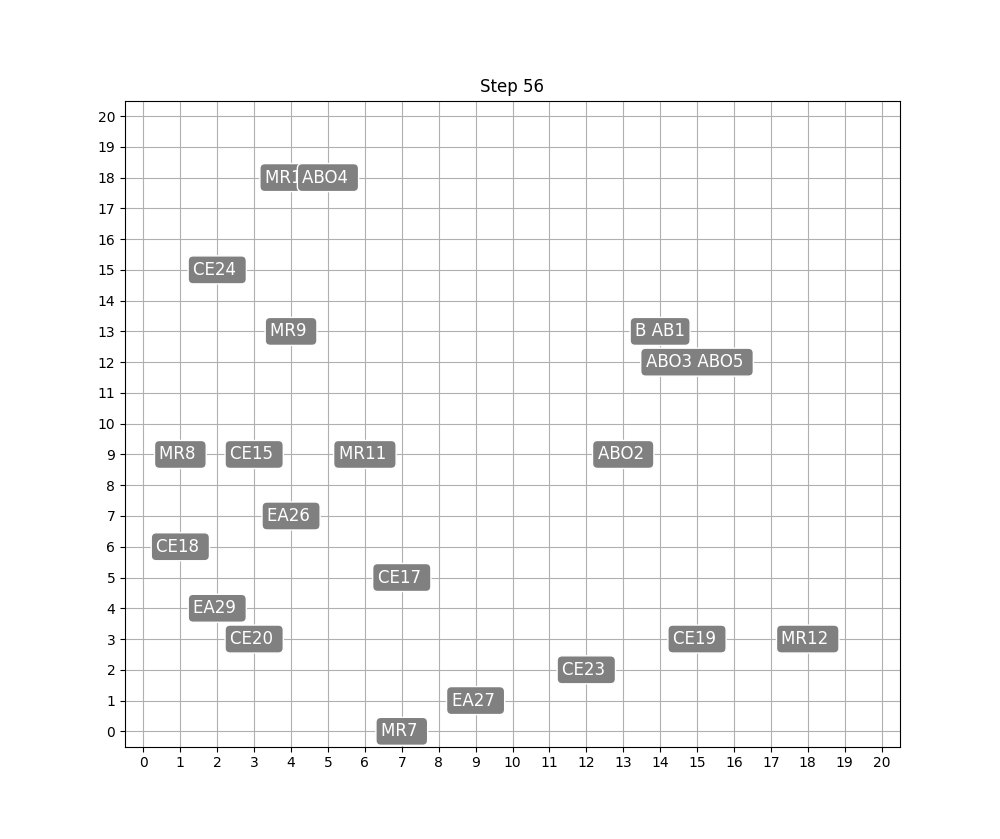 Step 56
20
19
18 ABO4
17
16
15 CE24
14
13 MR9 B AB1
12 ABO3 ABO5
11
10
9 MR8 CE15 MR11 ABO2
8
7 EA26
6 CE18
5 CE17
4 EA29
3 CE20 CE19 MR12
2 CE23
1 EA27
0 MR7
0 1 2 3 4 5 6 7 8 9 10 11 12 13 14 15 16 17 18 19 20